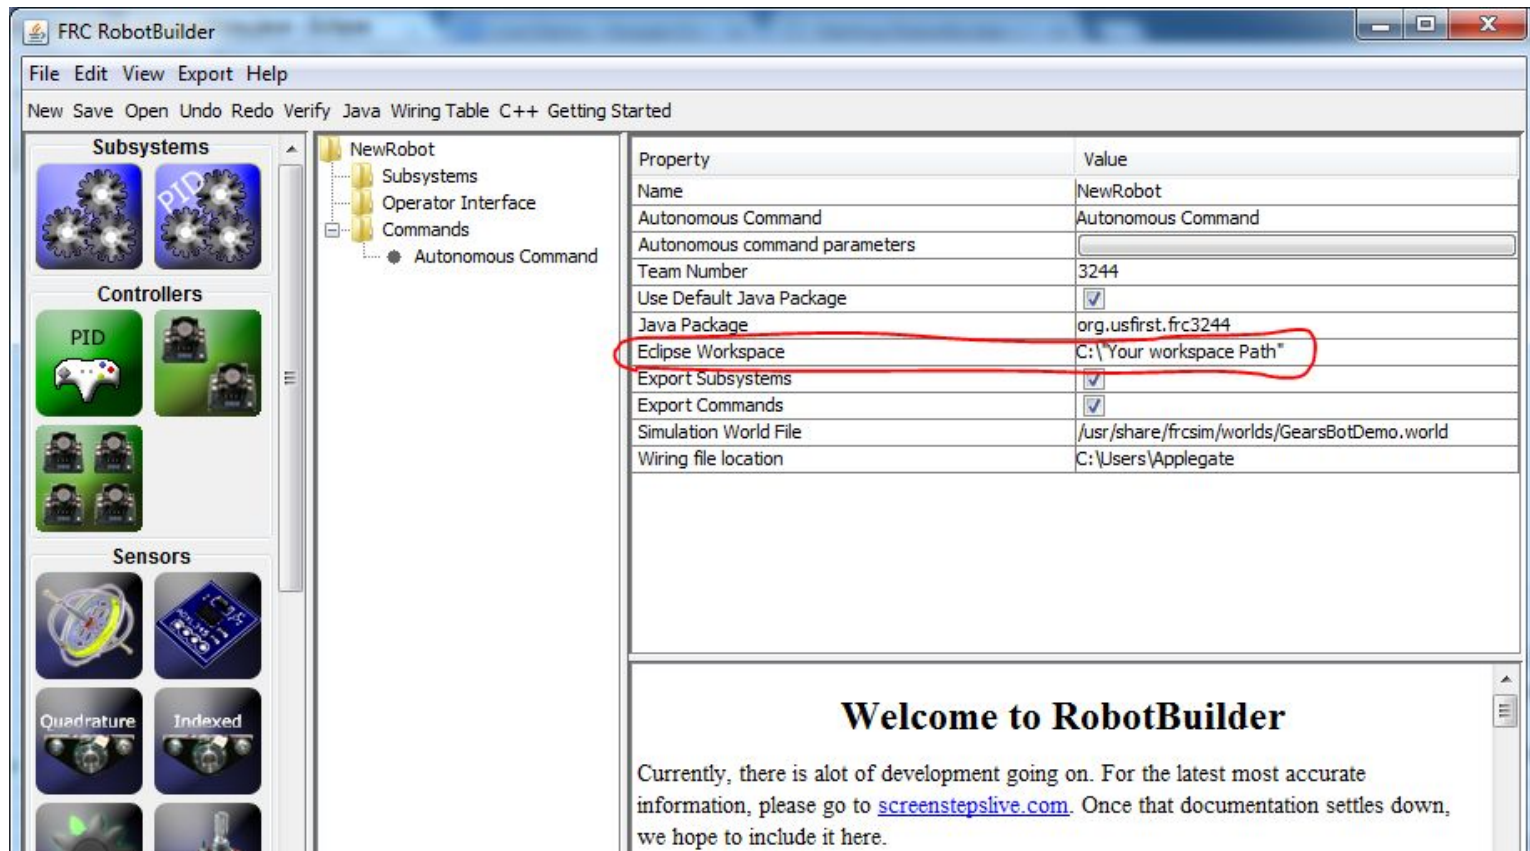 FRC RobotBuilder
File Edit View Export Help
New Save Open Undo Redo Verify Java Wiring Table C++ Getting Started
Subsystems
PID
Controllers
PID
Sensors
ADXL345
Quadrature
Indexed
NewRobot
Subsystems
Operator Interface
Commands
Autonomous Command
Property Value
Name NewRobot
Autonomous Command Autonomous Command
Autonomous command parameters
Team Number 3244
Use Default Java Package
Java Package org.usfirst.frc3244
Eclipse Workspace C:\"Your workspace Path"
Export Subsystems
Export Commands
Simulation World File /usr/share/frcsim/worlds/GearsBotDemo.world
Wiring file location C:\Users\Applegate
Welcome to RobotBuilder
Currently, there is alot of development going on. For the latest most accurate
information, please go to screenstepslive.com. Once that documentation settles down,
we hope to include it here.